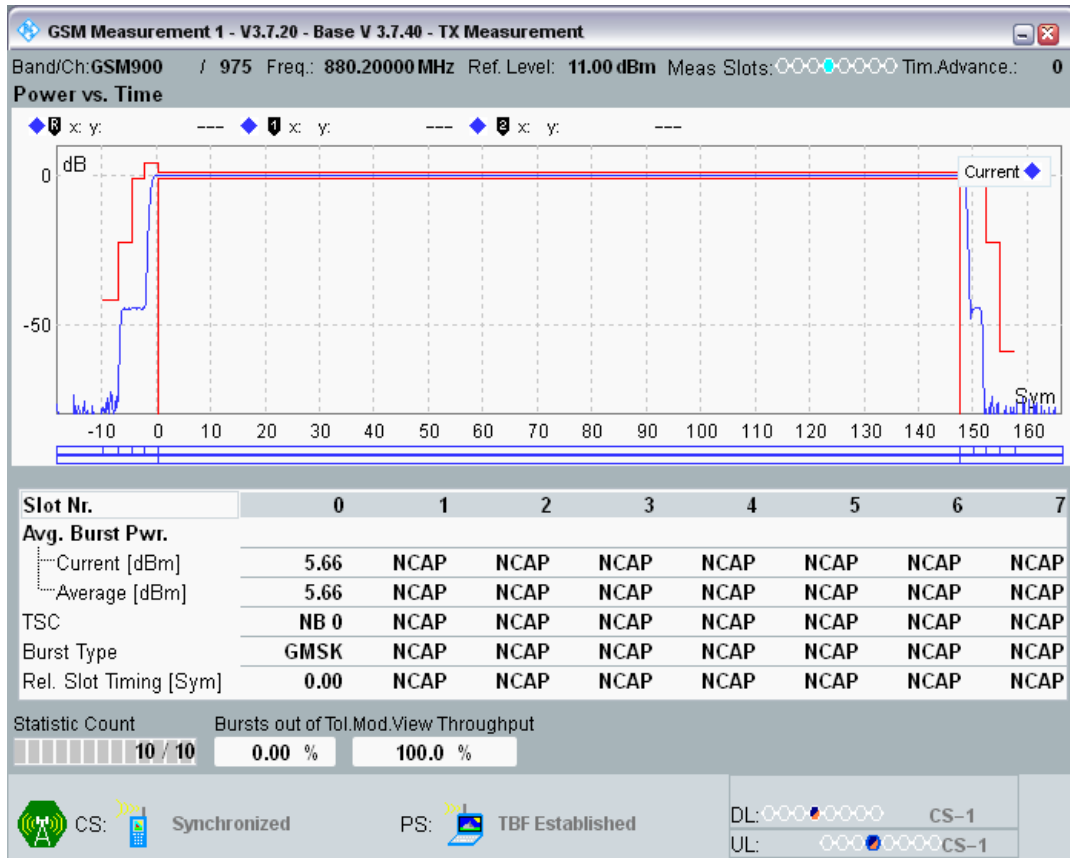 GSM Measurement 1 - V3.7.20 - Base V 3.7.40 - TX Measurement
Band/Ch:GSM900 / 975 Freq.: 880.20000 MHz Ref. Level: 11.00 dBm Meas Slots: Tim.Advance.: 0
Power vs. Time
R x: y: --- 1 x: y: --- 2 x: y: ---
dB
Current
0
-50
Sym
-10 0 10 20 30 40 50 60 70 80 90 100 110 120 130 140 150 160
Slot Nr. 0 1 2 3 4 5 6 7
Avg. Burst Pwr.
Current [dBm] 5.66 NCAP NCAP NCAP NCAP NCAP NCAP NCAP
Average [dBm] 5.66 NCAP NCAP NCAP NCAP NCAP NCAP NCAP
TSC NB 0 NCAP NCAP NCAP NCAP NCAP NCAP NCAP
Burst Type GMSK NCAP NCAP NCAP NCAP NCAP NCAP NCAP
Rel. Slot Timing [Sym] 0.00 NCAP NCAP NCAP NCAP NCAP NCAP NCAP
Statistic Count Bursts out of Tol. Mod.View Throughput
10 / 10 0.00 % 100.0 %
CS: Synchronized PS: TBF Established
DL: CS-1
UL: CS-1